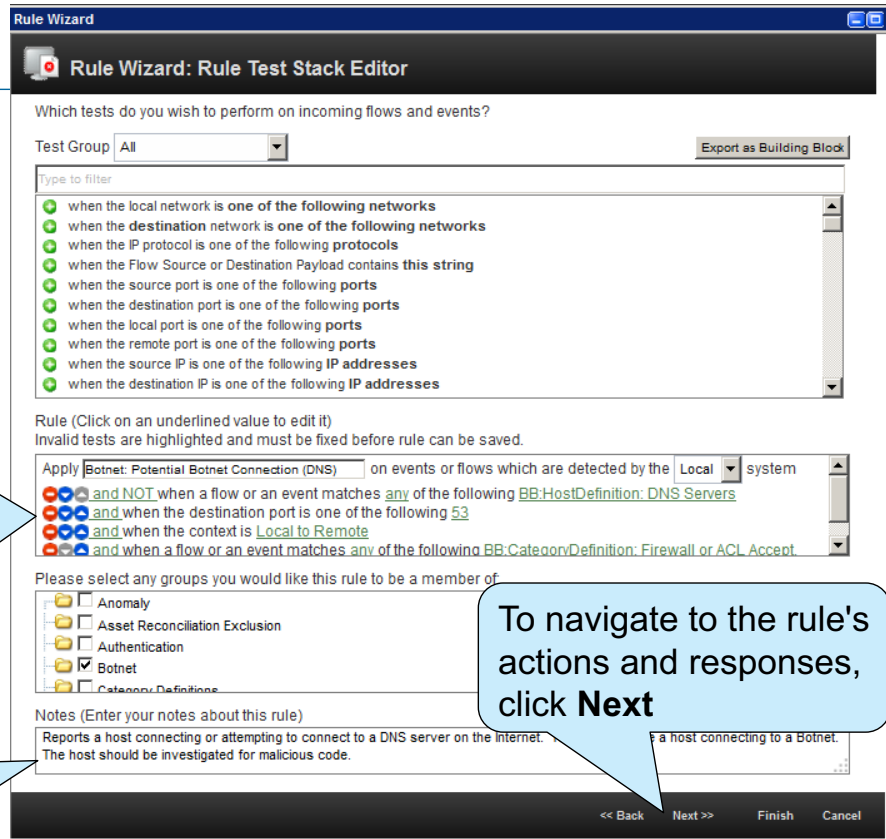 Rule Wizard
Rule Wizard: Rule Test Stack Editor
Which tests do you wish to perform on incoming flows and events?
Test Group All
Export as Building Block
Type to filter
when the local network is one of the following networks
when the destination network is one of the following networks
when the IP protocol is one of the following protocols
when the Flow Source or Destination Payload contains this string
when the source port is one of the following ports
when the destination port is one of the following ports
when the local port is one of the following ports
when the remote port is one of the following ports
when the source IP is one of the following IP addresses
when the destination IP is one of the following IP addresses
Rule (Click on an underlined value to edit it)
Invalid tests are highlighted and must be fixed before rule can be saved.
Apply Botnet: Potential Botnet Connection (DNS) on events or flows which are detected by the Local system
and NOT when a flow or an event matches any of the following BB:HostDefinition: DNS Servers
and when the destination port is one of the following 53
and when the context is Local to Remote
and when a flow or an event matches any of the following BB:CategoryDefinition: Firewall or ACL Accept,
Please select any groups you would like this rule to be a member of:
Anomaly
Asset Reconciliation Exclusion
Authentication
Botnet
Category Definitions
To navigate to the rule's
actions and responses,
click Next
Notes (Enter your notes about this rule)
Reports a host connecting or attempting to connect to a DNS server on the Internet. a host connecting to a Botnet.
The host should be investigated for malicious code.
<< Back Next >> Finish Cancel